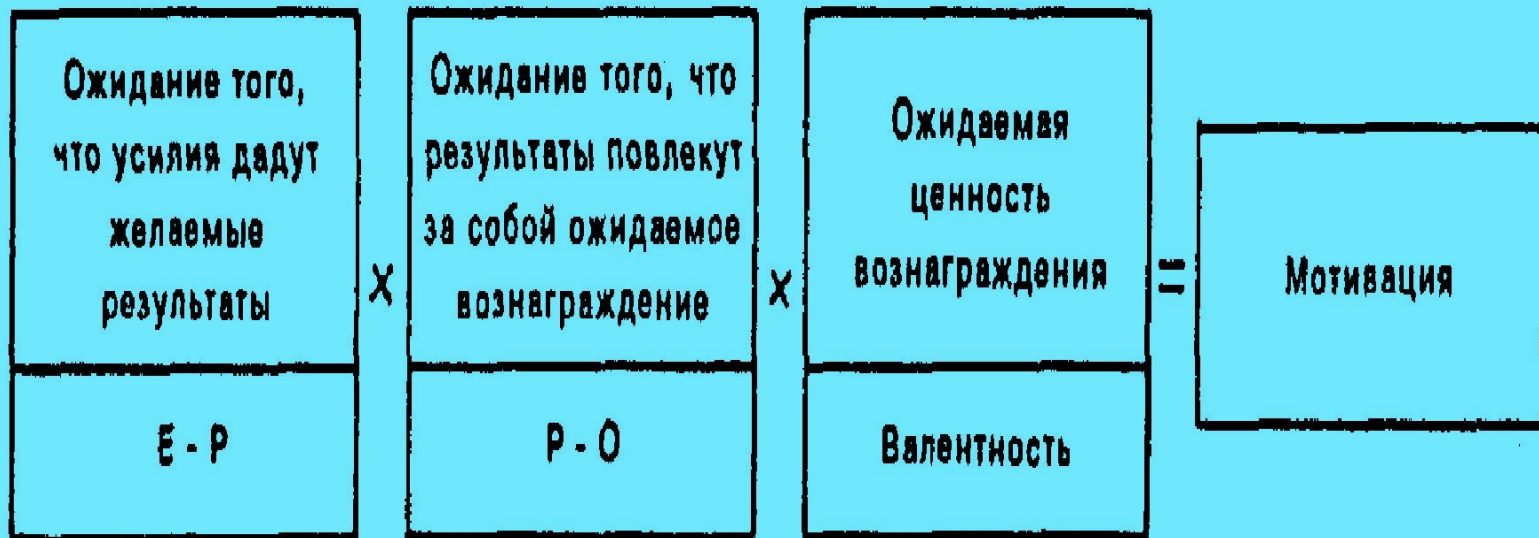 Ожидание того,
что усилия дадут
желаемые
результаты
E - P
x
Ожидание того, что
результаты повлекут
за собой ожидаемое
вознаграждение
P - O
x
Ожидаемая
ценность
вознаграждения
Валентность
=
Мотивация